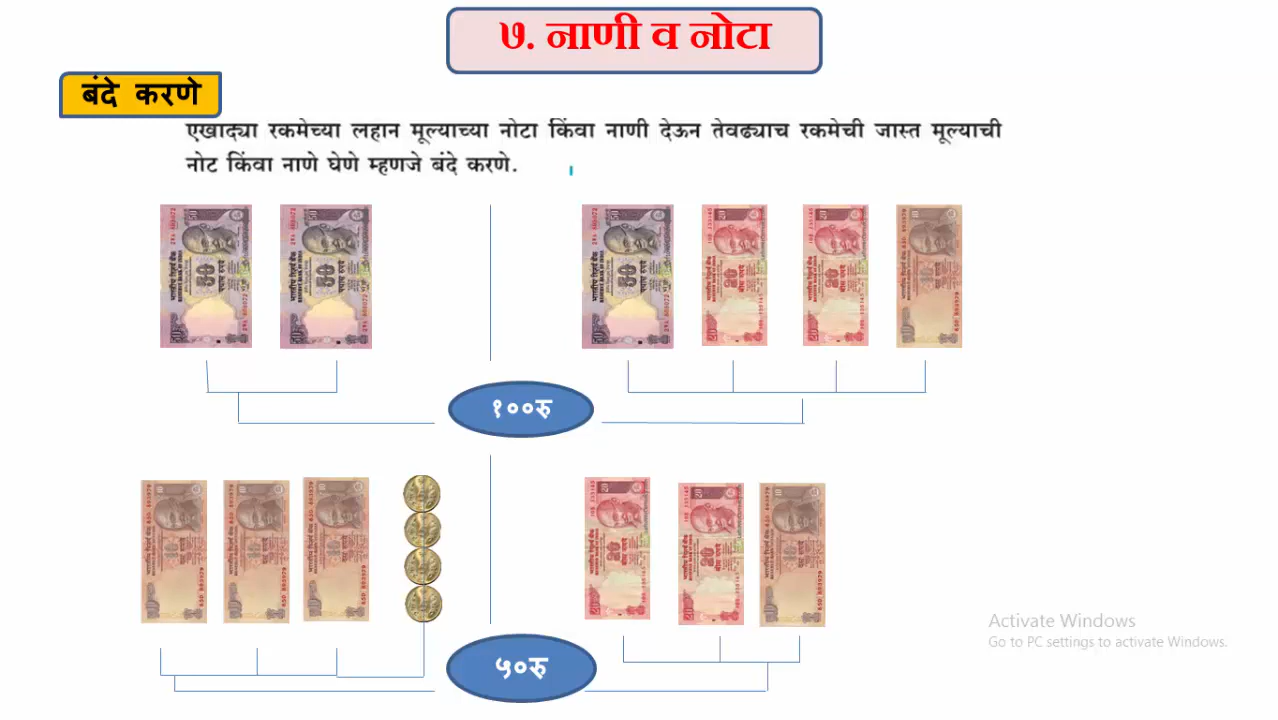 ७. नाणी व नोटा
बंदे करणे
एखाद्या रकमेच्या लहान मूल्याच्या नोटा किंवा नाणी देऊन तेवढ्याच रकमेची जास्त मूल्याची
नोट किंवा नाणे घेणे म्हणजे बंदे करणे.
१००रु
५०रु
Activate Windows
Go to PC settings to activate Windows.